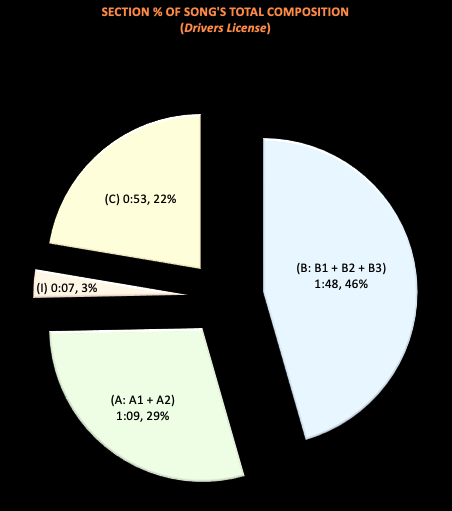 SECTION % OF SONG'S TOTAL COMPOSITION
(Drivers License)
(C) 0:53, 22%
(B: B1 + B2 + B3)
1:48, 46%
(I) 0:07, 3%
(A: A1 + A2)
1:09, 29%